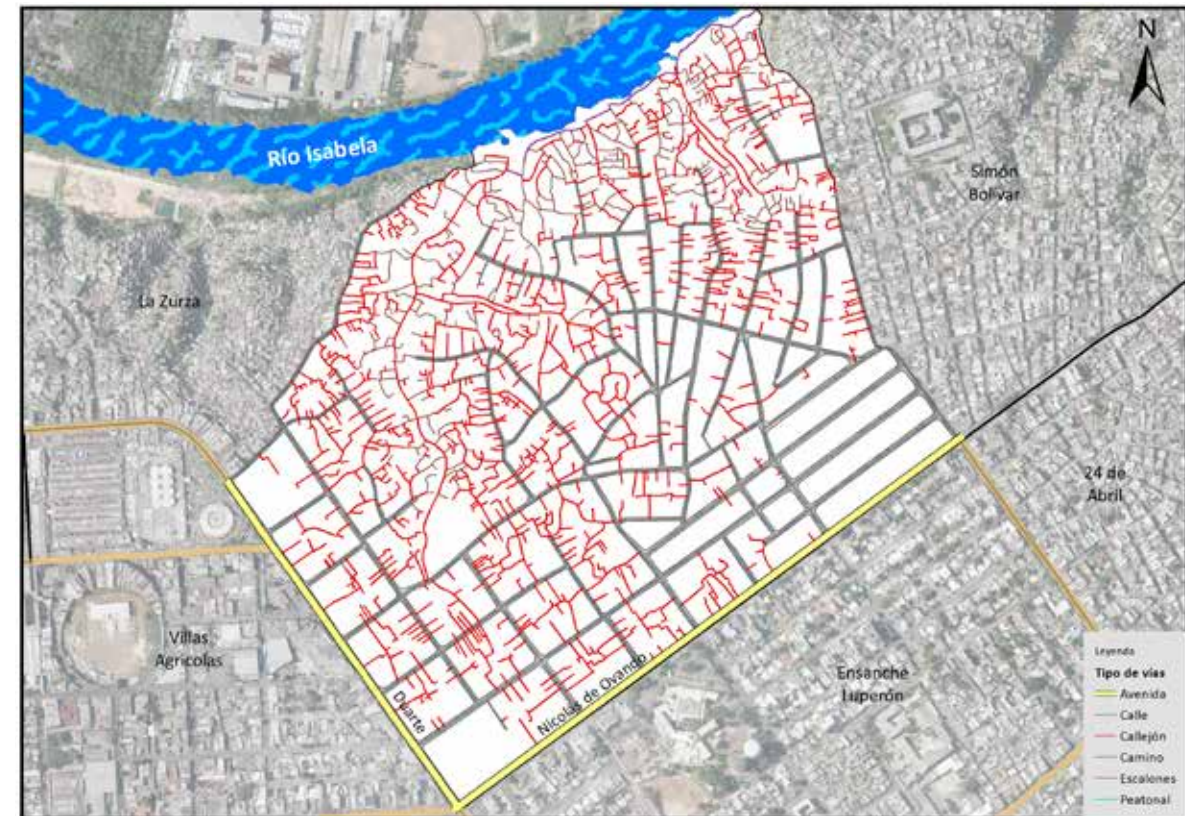 N
Río Isabela
Simón
Bolívar
La Zurza
24 de
Abril
Villas
Agrícolas
Ensanche
Luperón
Duarte
Nicolas de Ovando
Leyenda
Tipo de vías
Avenida
Calle
Callejón
Camino
Escalones
Peatonal